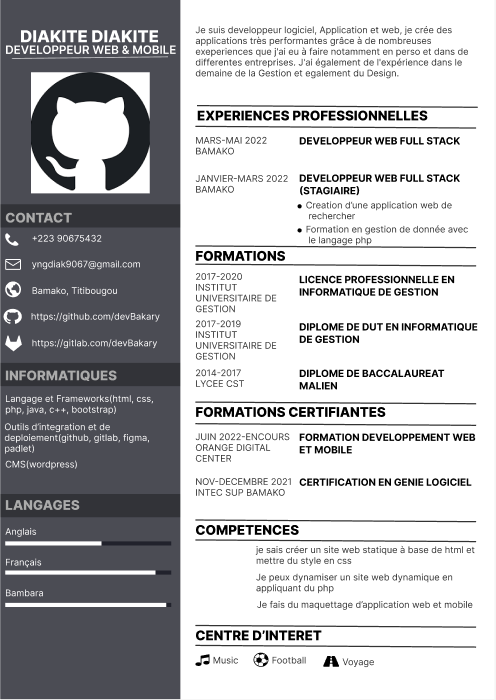 DIAKITE DIAKITE
DEVELOPPEUR WEB & MOBILE
CONTACT
+223 90675432
yngdiak9067@gmail.com
Bamako, Titibougou
https://github.com/devBakary
https://gitlab.com/devBakary
INFORMATIQUES
Langage et Frameworks(html, css,
php, java, c++, bootstrap)
Outils d'integration et de
deploiement(github, gitlab, figma,
padlet)
CMS(wordpress)
LANGAGES
Anglais
Français
Bambara
Je suis developpeur logiciel, Application et web, je crée des
applications très performantes grâce à de nombreuses
exeperiences que j'ai eu à faire notamment en perso et dans de
differentes entreprises. J'ai également de l'expérience dans le
demaine de la Gestion et egalement du Design.
EXPERIENCES PROFESSIONNELLES
MARS-MAI 2022
BAMAKO
DEVELOPPEUR WEB FULL STACK
JANVIER-MARS 2022
BAMAKO
DEVELOPPEUR WEB FULL STACK
(STAGIAIRE)
• Creation d'une application web de
rechercher
• Formation en gestion de donnée avec
le langage php
FORMATIONS
2017-2020
INSTITUT
UNIVERSITAIRE DE
GESTION
LICENCE PROFESSIONNELLE EN
INFORMATIQUE DE GESTION
2017-2019
INSTITUT
UNIVERSITAIRE DE
GESTION
DIPLOME DE DUT EN INFORMATIQUE
DE GESTION
2014-2017
LYCEE CST
DIPLOME DE BACCALAUREAT
MALIEN
FORMATIONS CERTIFIANTES
JUIN 2022-ENCOURS
ORANGE DIGITAL
CENTER
FORMATION DEVELOPPEMENT WEB
ET MOBILE
NOV-DECEMBRE 2021
INTEC SUP BAMAKO
CERTIFICATION EN GENIE LOGICIEL
COMPETENCES
je sais créer un site web statique à base de html et
mettre du style en css
Je peux dynamiser un site web dynamique en
appliquant du php
Je fais du maquettage d'application web et mobile
CENTRE D'INTERET
Music
Football
Voyage